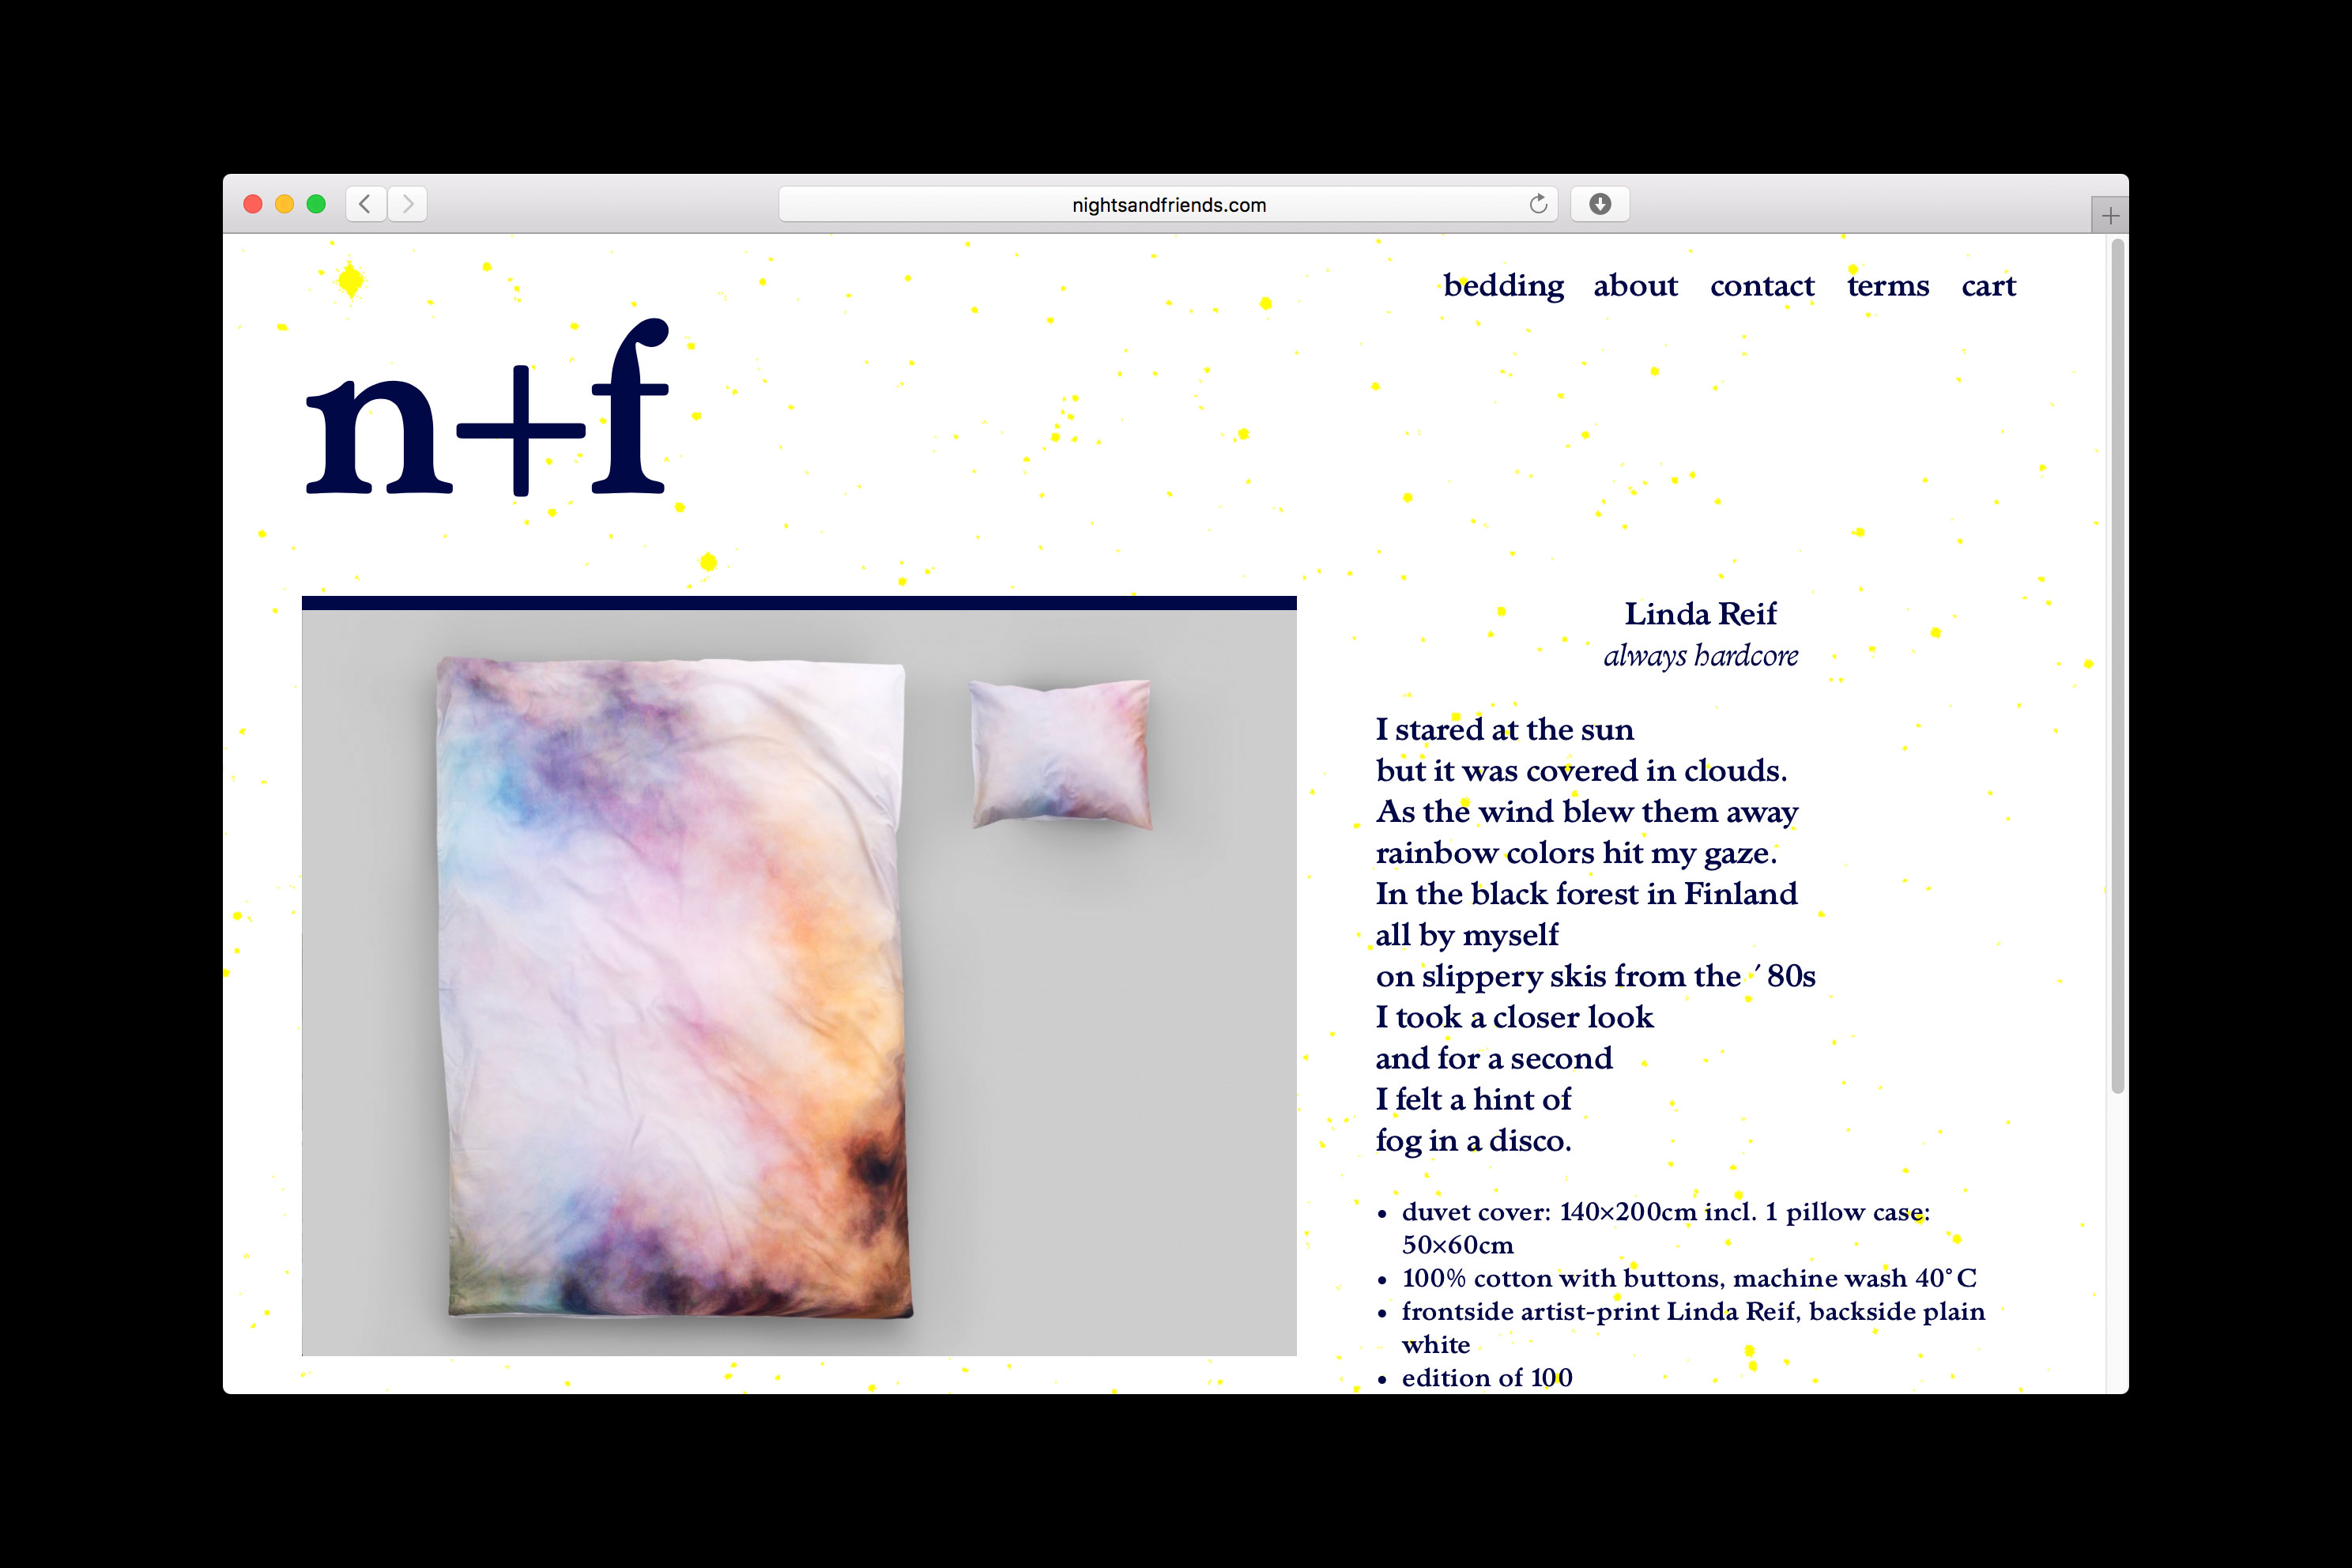 nightsandfriends.com
bedding about contact terms cart
n+f
Linda Reif
always hardcore
I stared at the sun
but it was covered in clouds.
As the wind blew them away
rainbow colors hit my gaze.
In the black forest in Finland
all by myself
on slippery skis from the ´80s
I took a closer look
and for a second
I felt a hint of
fog in a disco.
• duvet cover: 140×200cm incl. 1 pillow case:
50×60cm
• 100% cotton with buttons, machine wash 40°C
• frontside artist-print Linda Reif, backside plain
white
• edition of 100